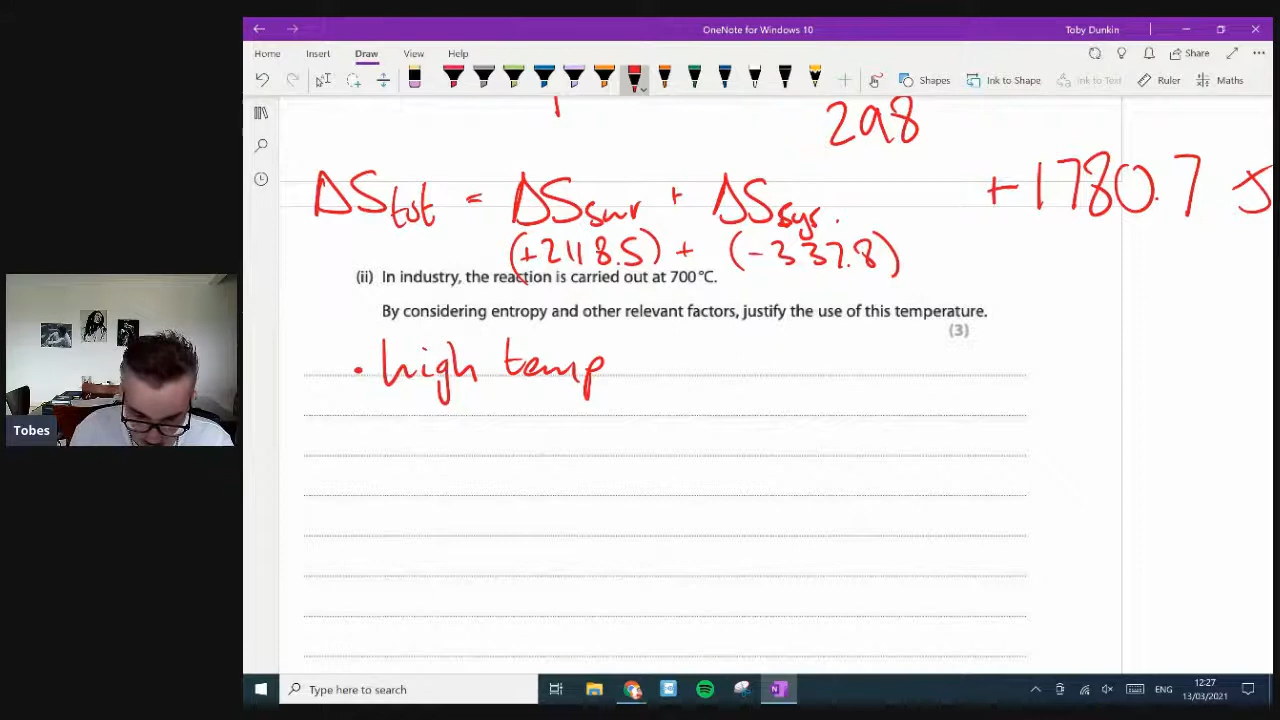 OneNote for Windows 10
Toby Dunkin
Home Insert Draw View Help
Share
Shapes Ink to Shape Ink to Text Ruler Maths
298
ΔStot = ΔSsurr + ΔSsys. +1780.7 J
(+2118.5) + (-337.8)
(ii) In industry, the reaction is carried out at 700 °C.
By considering entropy and other relevant factors, justify the use of this temperature.
(3)
• high temp
Tobes
Type here to search
ENG
12:27
13/03/2021